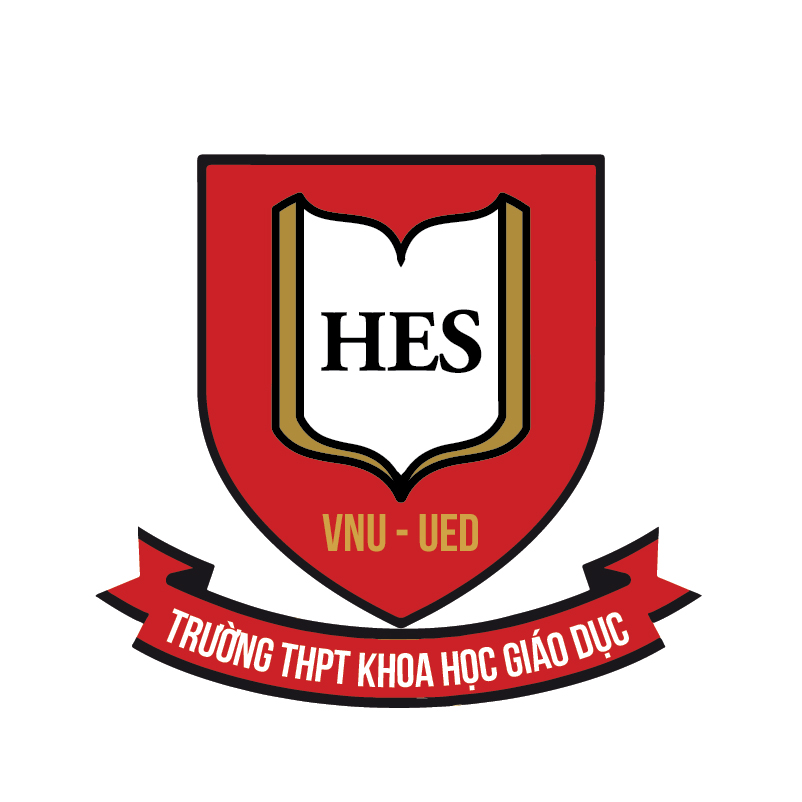 HES
VNU - UED
TRƯỜNG THPT KHOA HỌC GIÁO DỤC